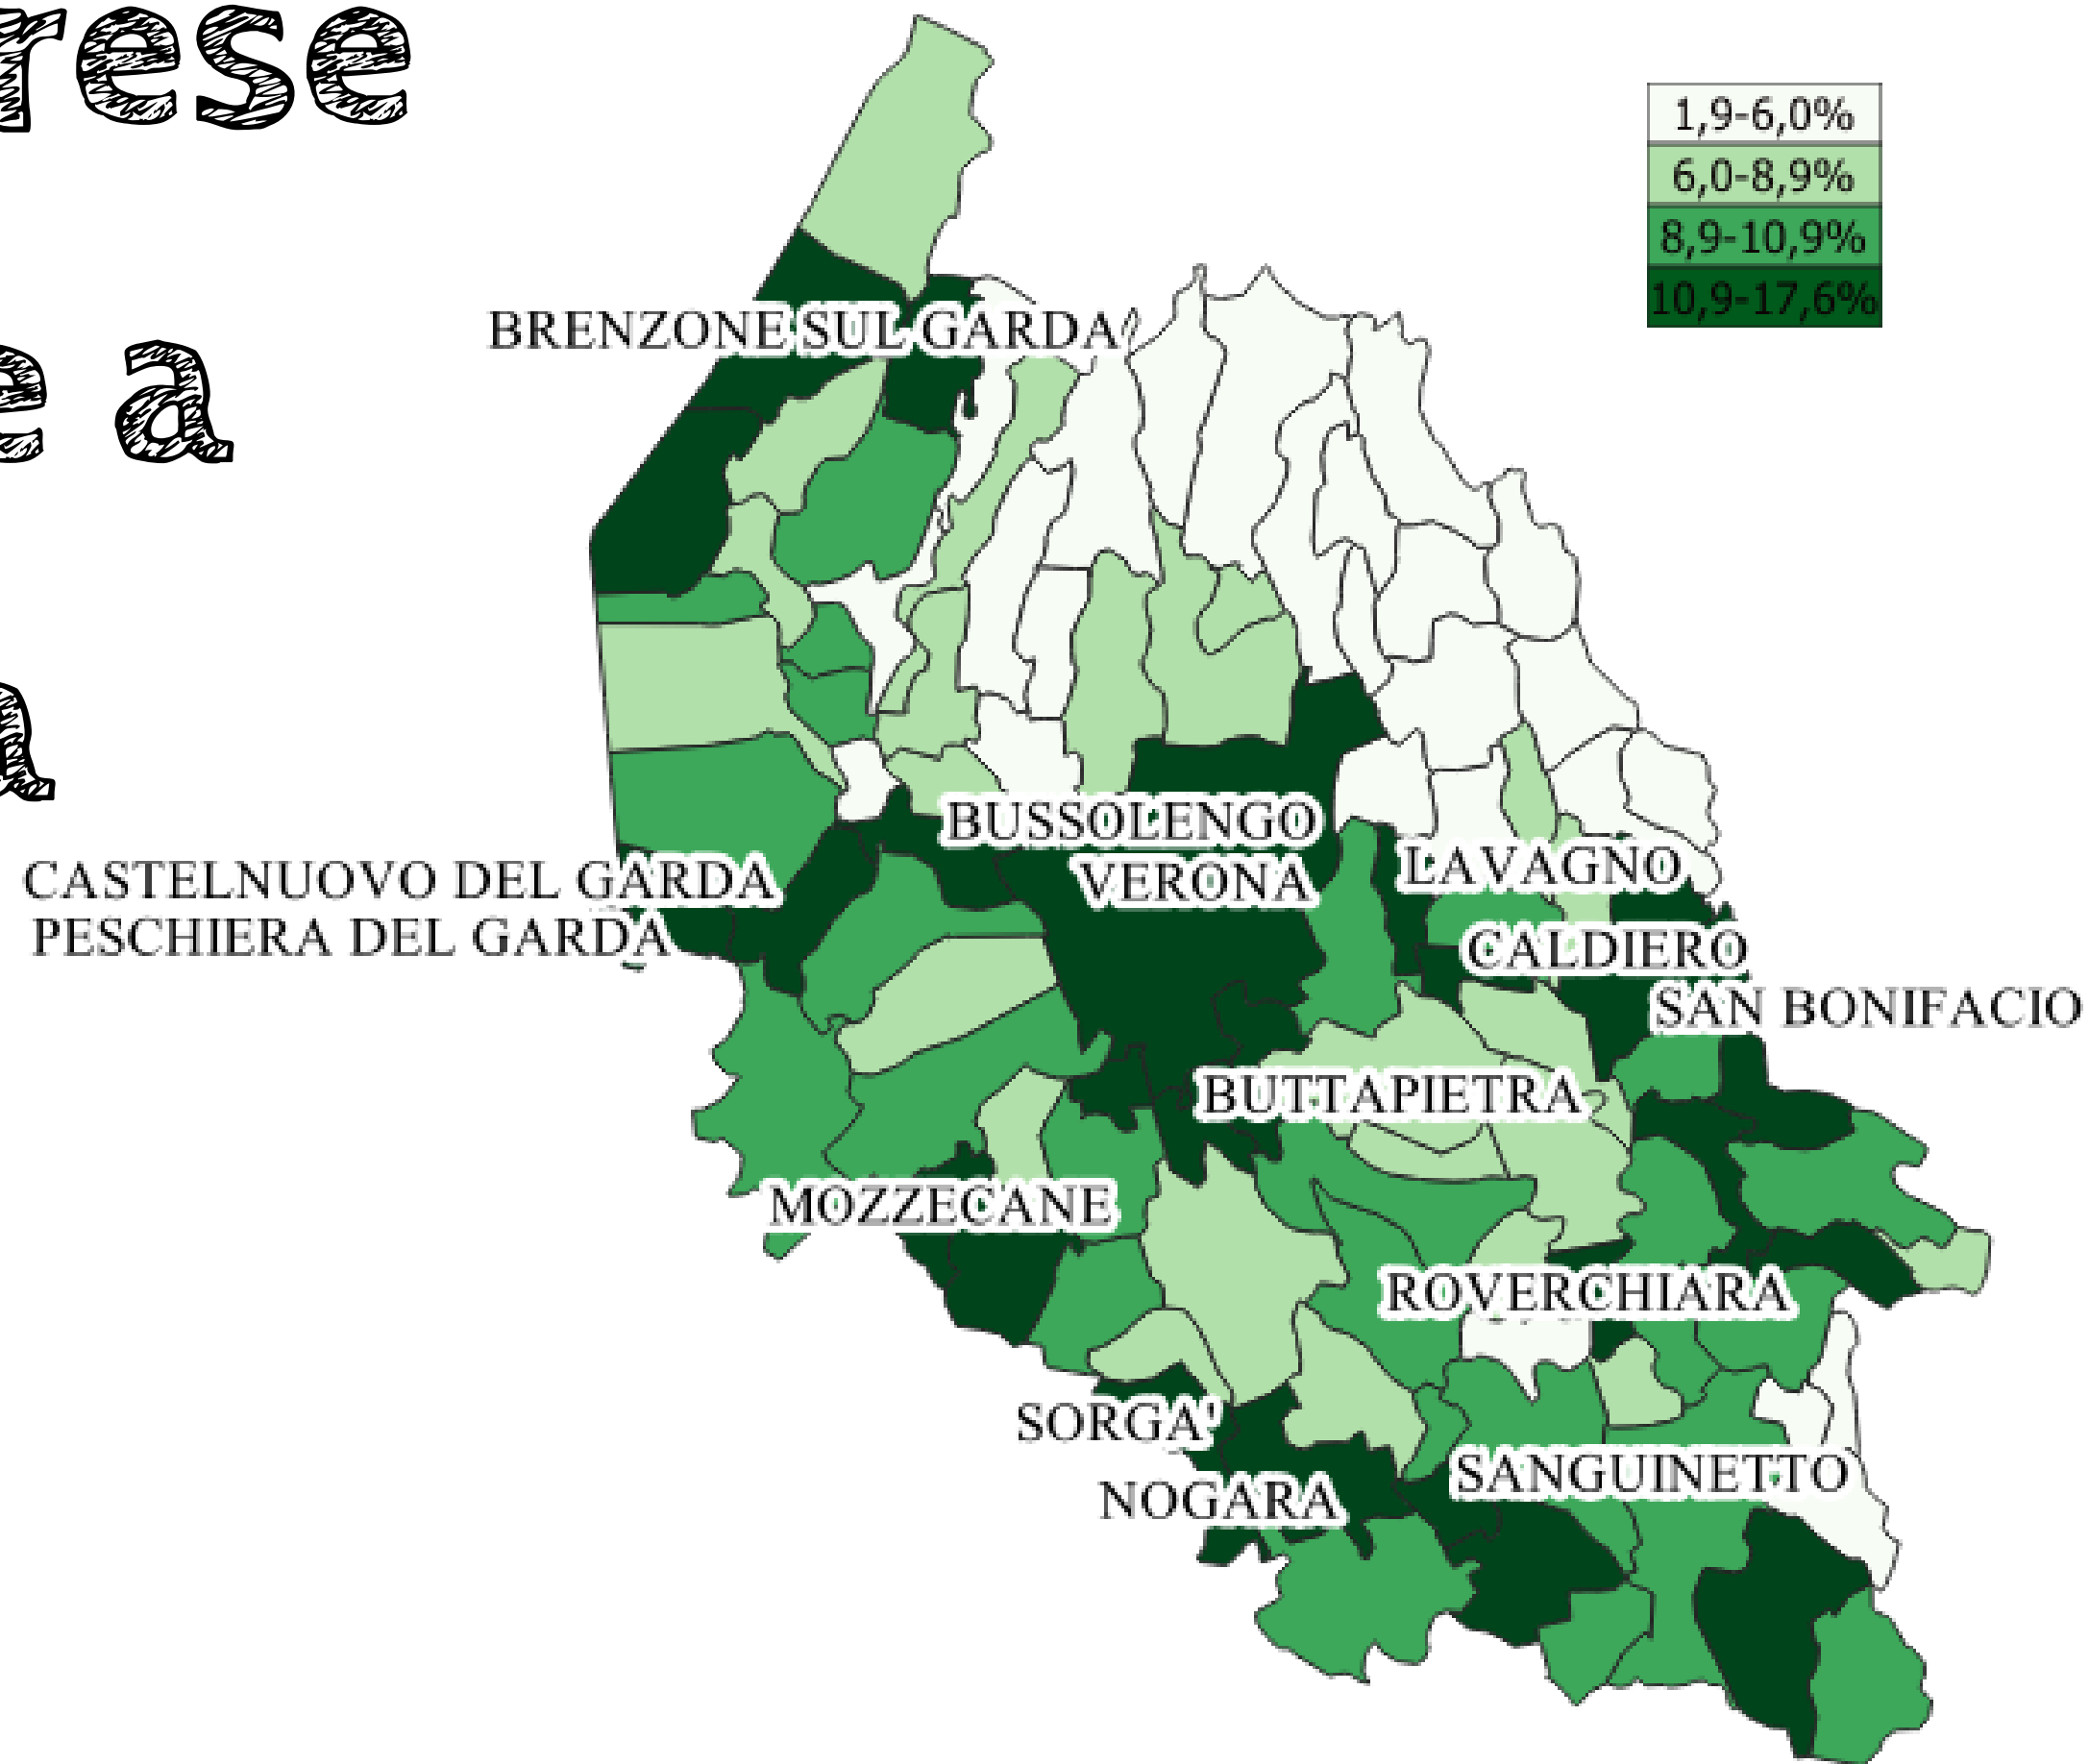 rese
e a
a
1,9-6,0%
6,0-8,9%
8,9-10,9%
10,9-17,6%
BRENZONE SUL GARDA
BUSSOLENGO
VERONA
LAVAGNO
CASTELNUOVO DEL GARDA
PESCHIERA DEL GARDA
CALDIERO
SAN BONIFACIO
BUTTAPIETRA
MOZZECANE
ROVERCHIARA
SORGA'
SANGUINETTO
NOGARA